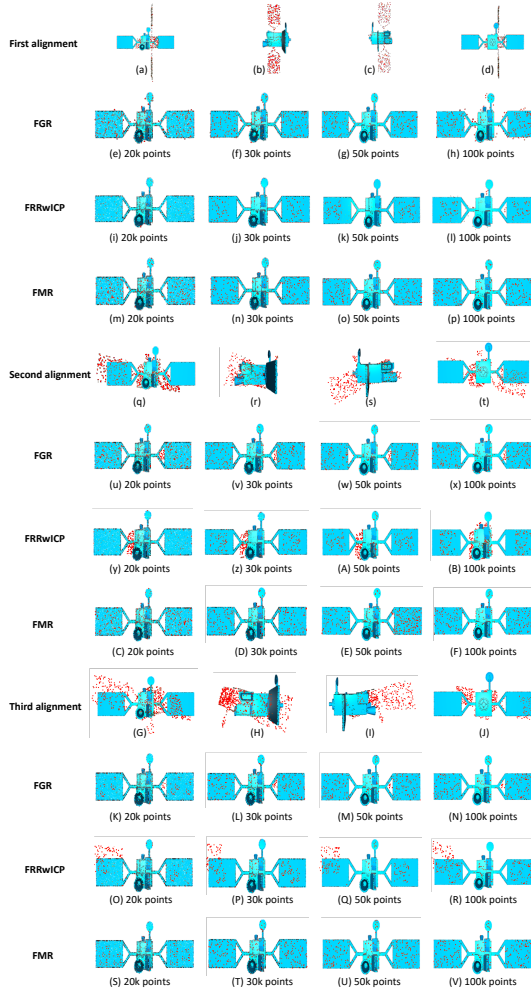 First alignment
(a) (b) (c) (d)
FGR
(e) 20k points (f) 30k points (g) 50k points (h) 100k points
FRRwICP
(i) 20k points (j) 30k points (k) 50k points (l) 100k points
FMR
(m) 20k points (n) 30k points (o) 50k points (p) 100k points
Second alignment
(q) (r) (s) (t)
FGR
(u) 20k points (v) 30k points (w) 50k points (x) 100k points
FRRwICP
(y) 20k points (z) 30k points (A) 50k points (B) 100k points
FMR
(C) 20k points (D) 30k points (E) 50k points (F) 100k points
Third alignment
(G) (H) (I) (J)
FGR
(K) 20k points (L) 30k points (M) 50k points (N) 100k points
FRRwICP
(O) 20k points (P) 30k points (Q) 50k points (R) 100k points
FMR
(S) 20k points (T) 30k points (U) 50k points (V) 100k points